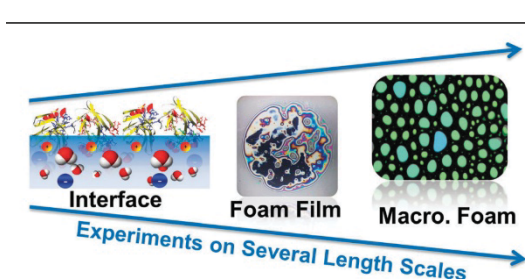 Interface
Foam Film
Macro. Foam
Experiments on Several Length Scales